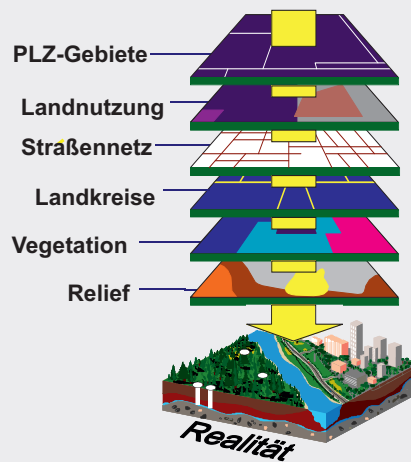 PLZ-Gebiete
Landnutzung
Straßennetz
Landkreise
Vegetation
Relief
Realität